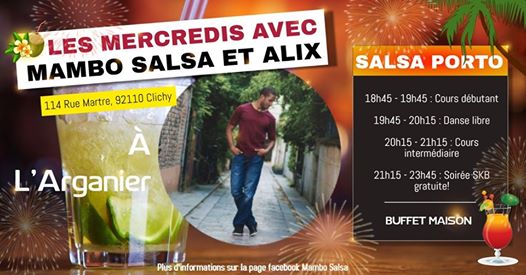 LES MERCREDIS AVEC
MAMBO SALSA ET ALIX
114 Rue Martre, 92110 Clichy
À
L'Arganier
SALSA PORTO
18h45 - 19h45 : Cours débutant
19h45 - 20h15 : Danse libre
20h15 - 21h15 : Cours
intermédiaire
21h15 - 23h45 : Soirée SKB
gratuite!
BUFFET MAISON
Plus d'informations sur la page facebook Mambo Salsa